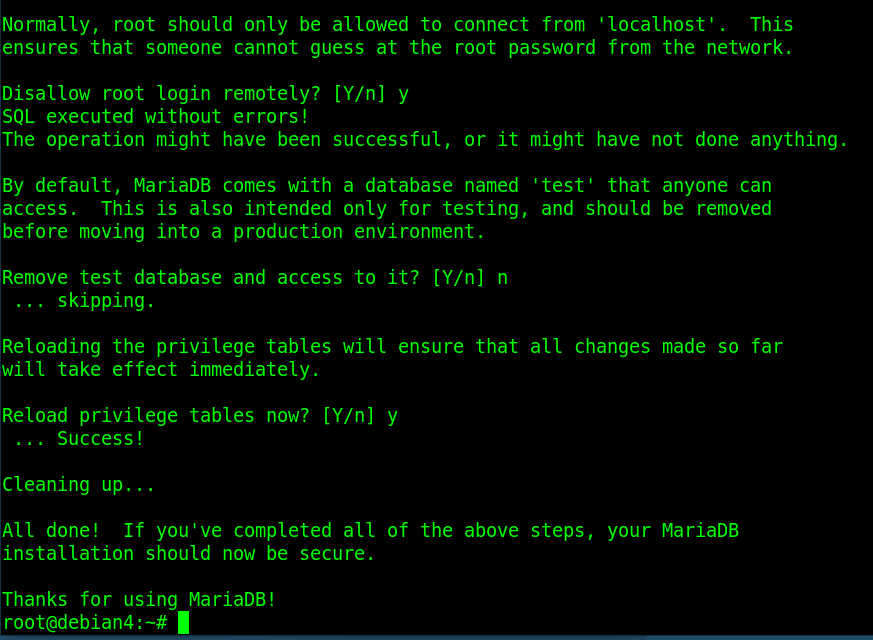 Normally, root should only be allowed to connect from 'localhost'.  This
ensures that someone cannot guess at the root password from the network.
Disallow root login remotely? [Y/n] y
SQL executed without errors!
The operation might have been successful, or it might have not done anything.
By default, MariaDB comes with a database named 'test' that anyone can
access.  This is also intended only for testing, and should be removed
before moving into a production environment.
Remove test database and access to it? [Y/n] n
 ... skipping.
Reloading the privilege tables will ensure that all changes made so far
will take effect immediately.
Reload privilege tables now? [Y/n] y
 ... Success!
Cleaning up...
All done!  If you've completed all of the above steps, your MariaDB
installation should now be secure.
Thanks for using MariaDB!
root@debian4:~#